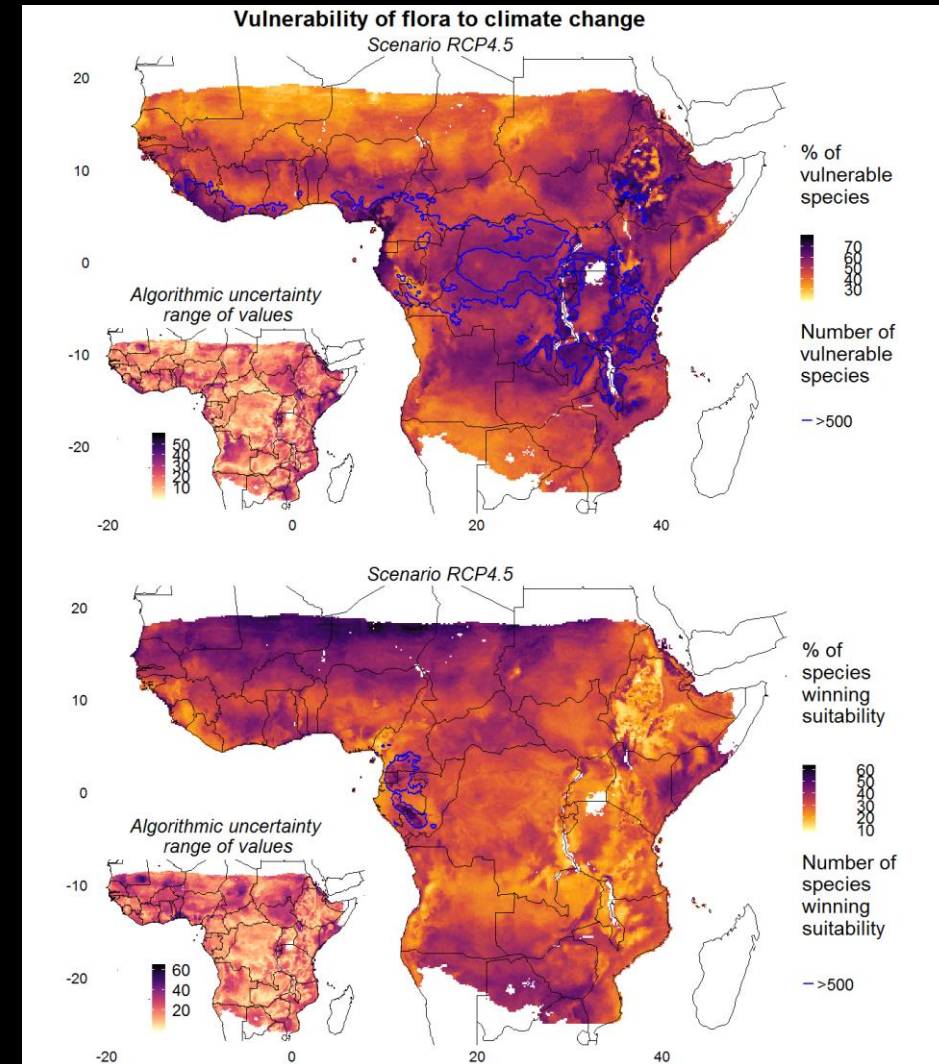 Vulnerability of flora to climate change
Scenario RCP4.5
20
10
0
-10
-20
% of
vulnerable
species
70
60
50
40
30
Number of
vulnerable
species
>500
Algorithmic uncertainty
range of values
50
40
30
20
10
-20
0
20
40
Scenario RCP4.5
20
10
0
-10
-20
% of
species
winning
suitability
60
50
40
30
20
10
Number of
species
winning
suitability
>500
Algorithmic uncertainty
range of values
60
40
20
-20
0
20
40